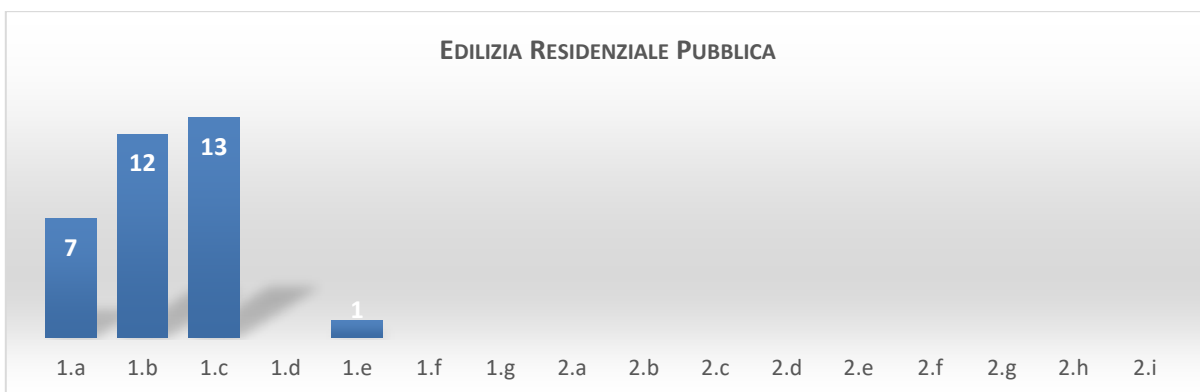 EDILIZIA RESIDENZIALE PUBBLICA
7 12 13 1
1.a 1.b 1.c 1.d 1.e 1.f 1.g 2.a 2.b 2.c 2.d 2.e 2.f 2.g 2.h 2.i